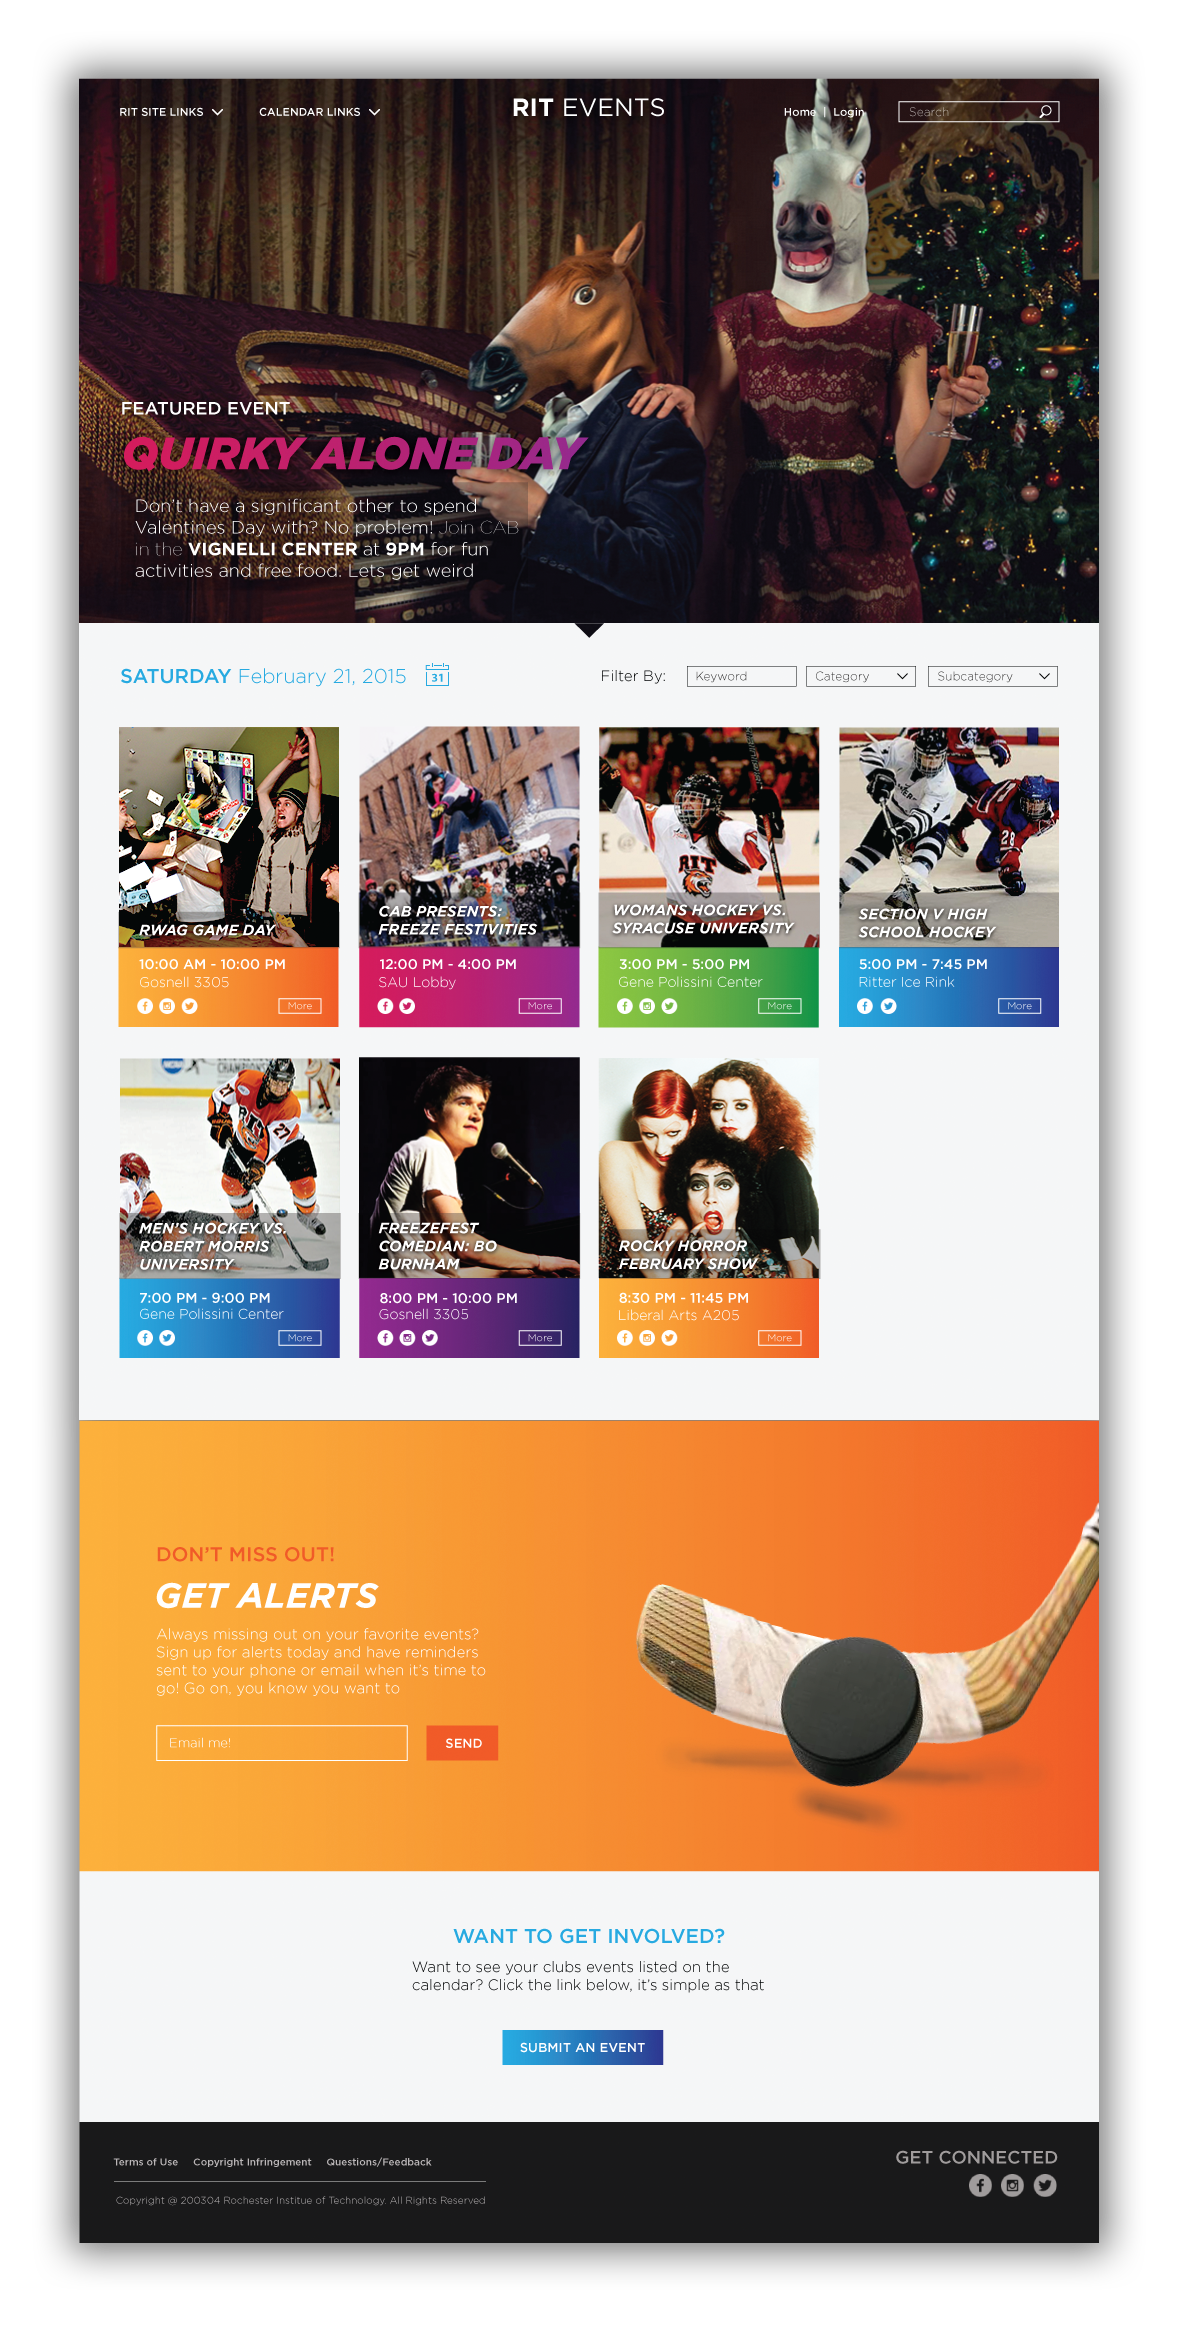 RIT SITE LINKS
CALENDAR LINKS
RIT EVENTS
Home | Login
Search
FEATURED EVENT
QUIRKY ALONE DAY
Don't have a significant other to spend
Valentines Day with? No problem! Join CAB
in the VIGNELLI CENTER at 9PM for fun
activities and free food. Lets get weird
SATURDAY February 21, 2015
31
Filter By:
Keyword
Category
Subcategory
RWAG GAME DAY
10:00 AM - 10:00 PM
Gosnell 3305
More
CAB PRESENTS:
FREEZE FESTIVITIES
12:00 PM - 4:00 PM
SAU Lobby
More
RIT
WOMANS HOCKEY VS.
SYRACUSE UNIVERSITY
3:00 PM - 5:00 PM
Gene Polissini Center
More
28
SECTION V HIGH
SCHOOL HOCKEY
5:00 PM - 7:45 PM
Ritter Ice Rink
More
27
27
MEN'S HOCKEY VS.
ROBERT MORRIS
UNIVERSITY
7:00 PM - 9:00 PM
Gene Polissini Center
More
FREEZEFEST
COMEDIAN: BO
BURNHAM
8:00 PM - 10:00 PM
Gosnell 3305
More
ROCKY HORROR
FEBRUARY SHOW
8:30 PM - 11:45 PM
Liberal Arts A205
More
DON'T MISS OUT!
GET ALERTS
Always missing out on your favorite events?
Sign up for alerts today and have reminders
sent to your phone or email when it's time to
go! Go on, you know you want to
Email me!
SEND
WANT TO GET INVOLVED?
Want to see your clubs events listed on the
calendar? Click the link below, it's simple as that
SUBMIT AN EVENT
Terms of Use
Copyright Infringement
Questions/Feedback
Copyright @ 200304 Rochester Institue of Technology. All Rights Reserved
GET CONNECTED